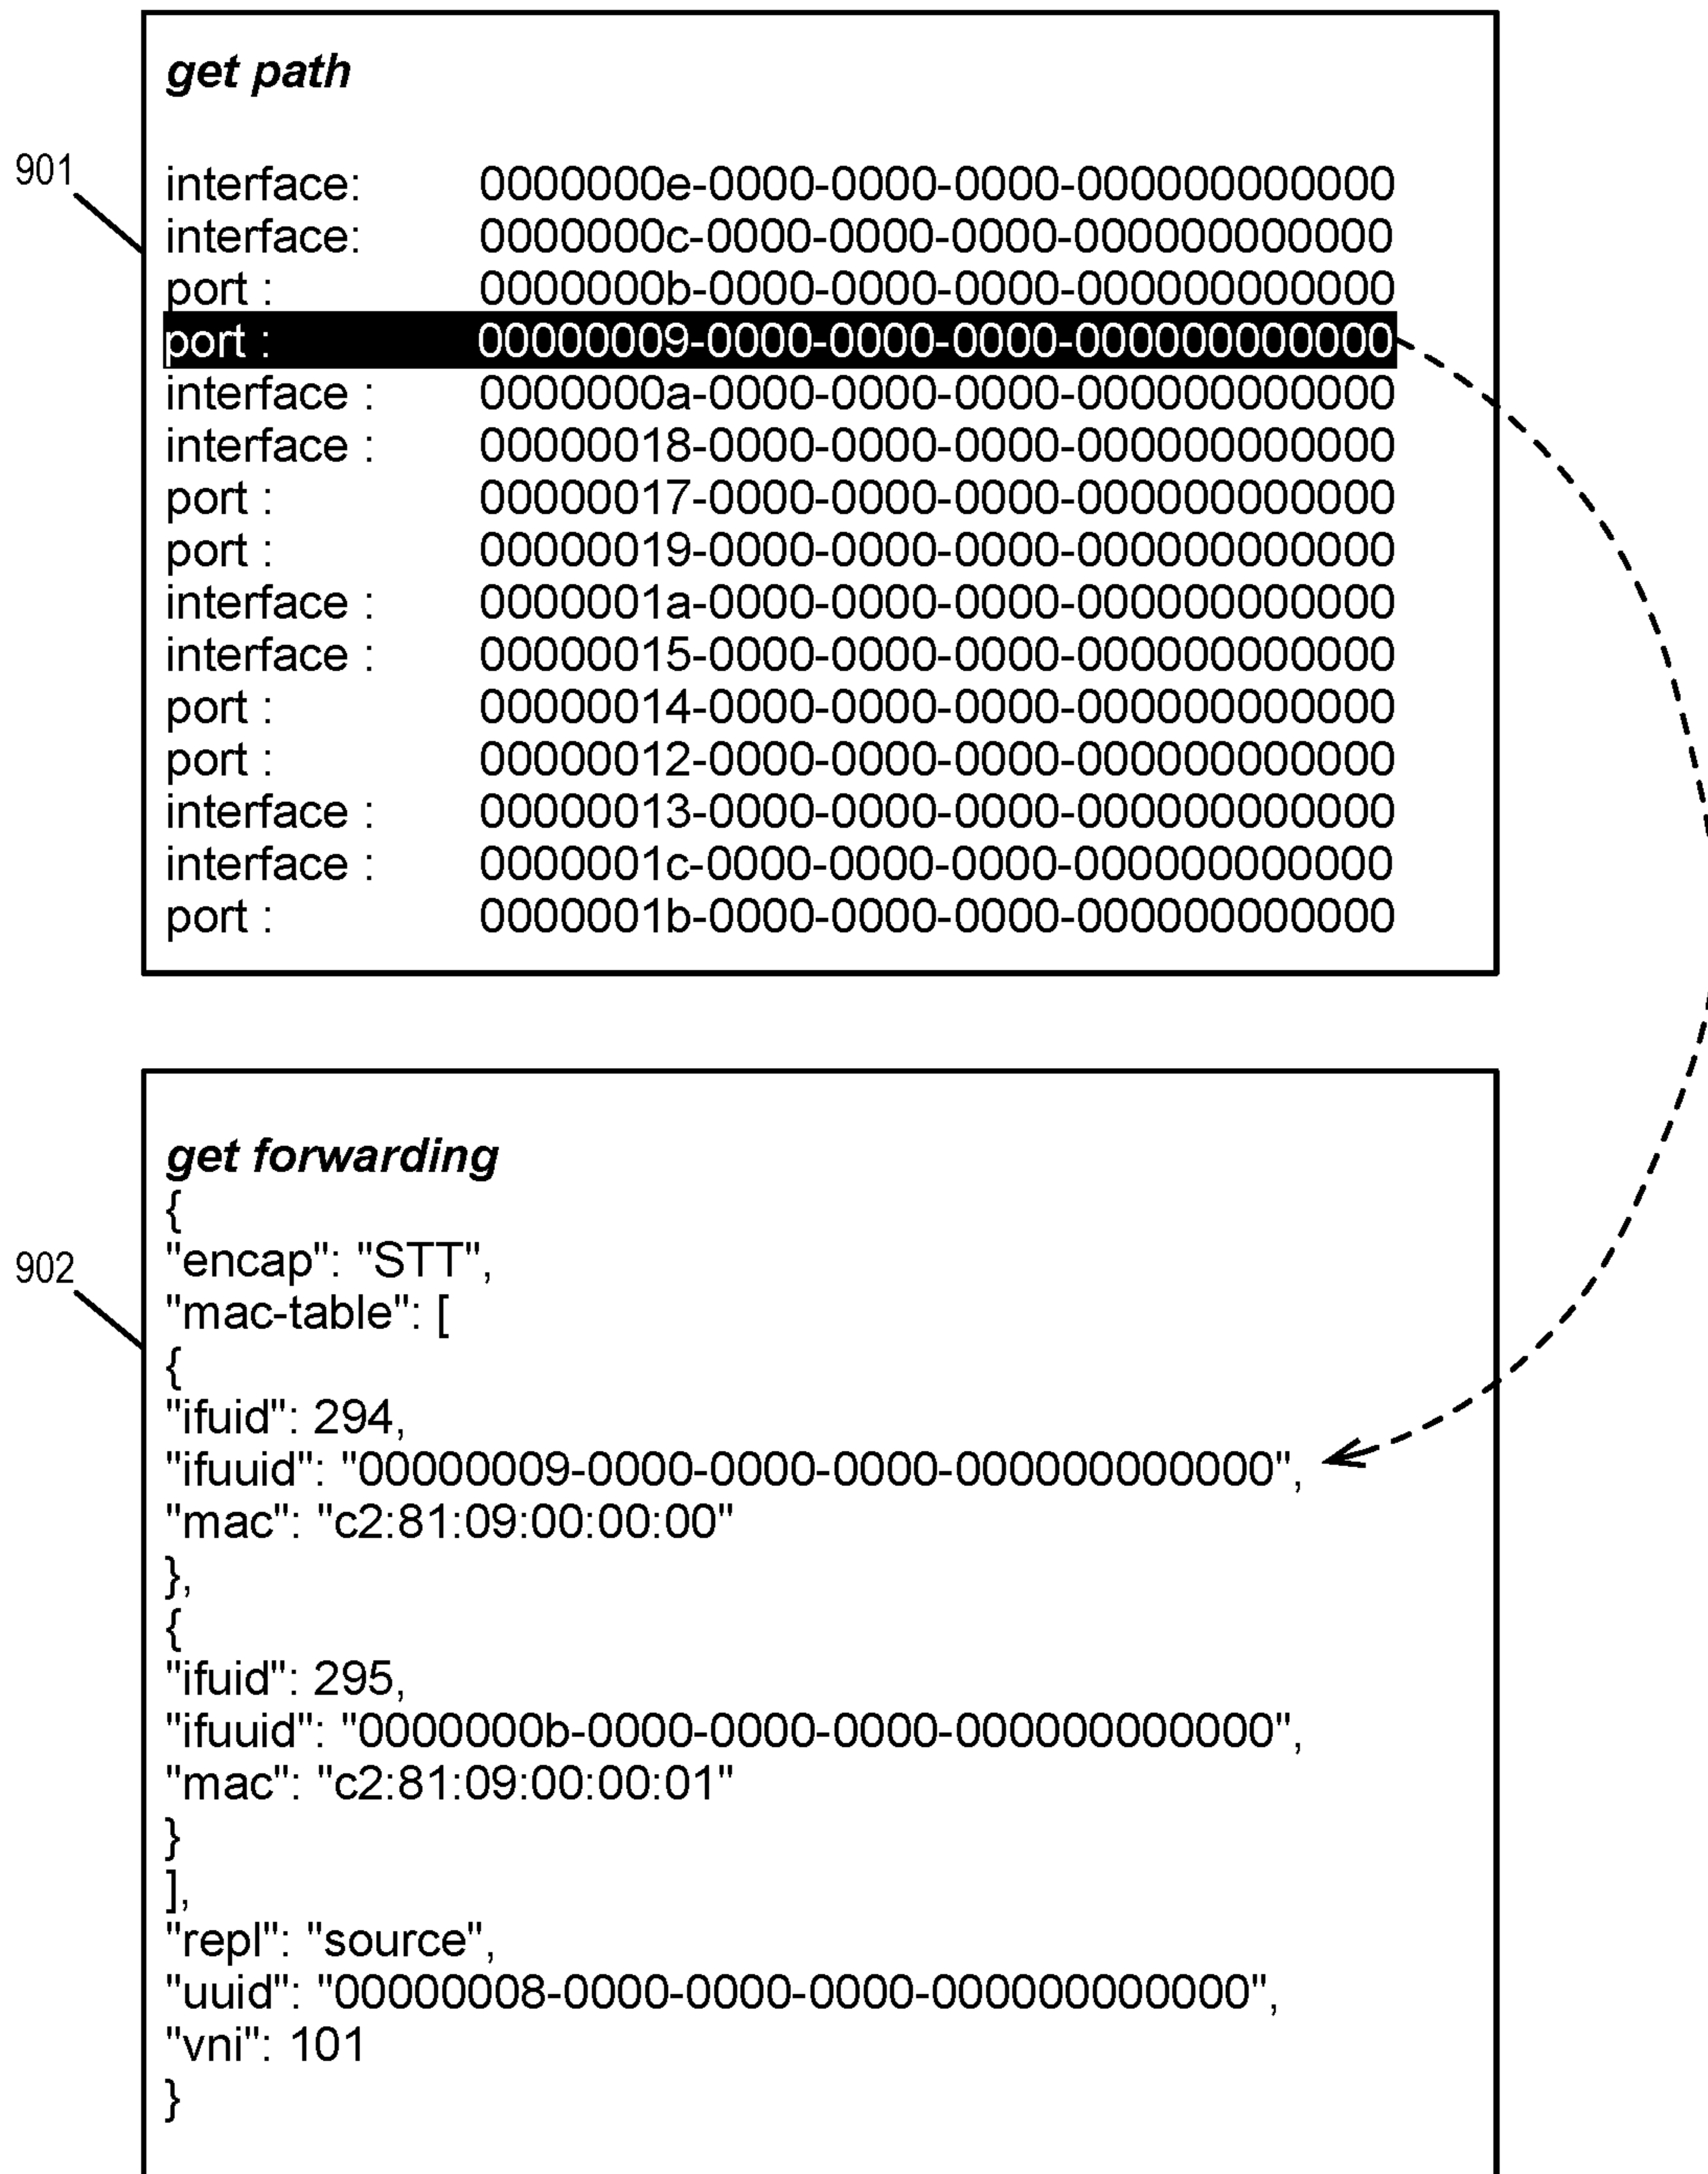 get path
901
interface: 0000000e-0000-0000-0000-000000000000
interface: 0000000c-0000-0000-0000-000000000000
port : 0000000b-0000-0000-0000-000000000000
port : 00000009-0000-0000-0000-000000000000
interface : 0000000a-0000-0000-0000-000000000000
interface : 00000018-0000-0000-0000-000000000000
port : 00000017-0000-0000-0000-000000000000
port : 00000019-0000-0000-0000-000000000000
interface : 0000001a-0000-0000-0000-000000000000
interface : 00000015-0000-0000-0000-000000000000
port : 00000014-0000-0000-0000-000000000000
port : 00000012-0000-0000-0000-000000000000
interface : 00000013-0000-0000-0000-000000000000
interface : 0000001c-0000-0000-0000-000000000000
port : 0000001b-0000-0000-0000-000000000000
get forwarding
{
902
"encap": "STT",
"mac-table": [
{
"ifuid": 294,
"ifuuid": "00000009-0000-0000-0000-000000000000",
"mac": "c2:81:09:00:00:00"
},
{
"ifuid": 295,
"ifuuid": "0000000b-0000-0000-0000-000000000000",
"mac": "c2:81:09:00:00:01"
}
],
"repl": "source",
"uuid": "00000008-0000-0000-0000-000000000000",
"vni": 101
}